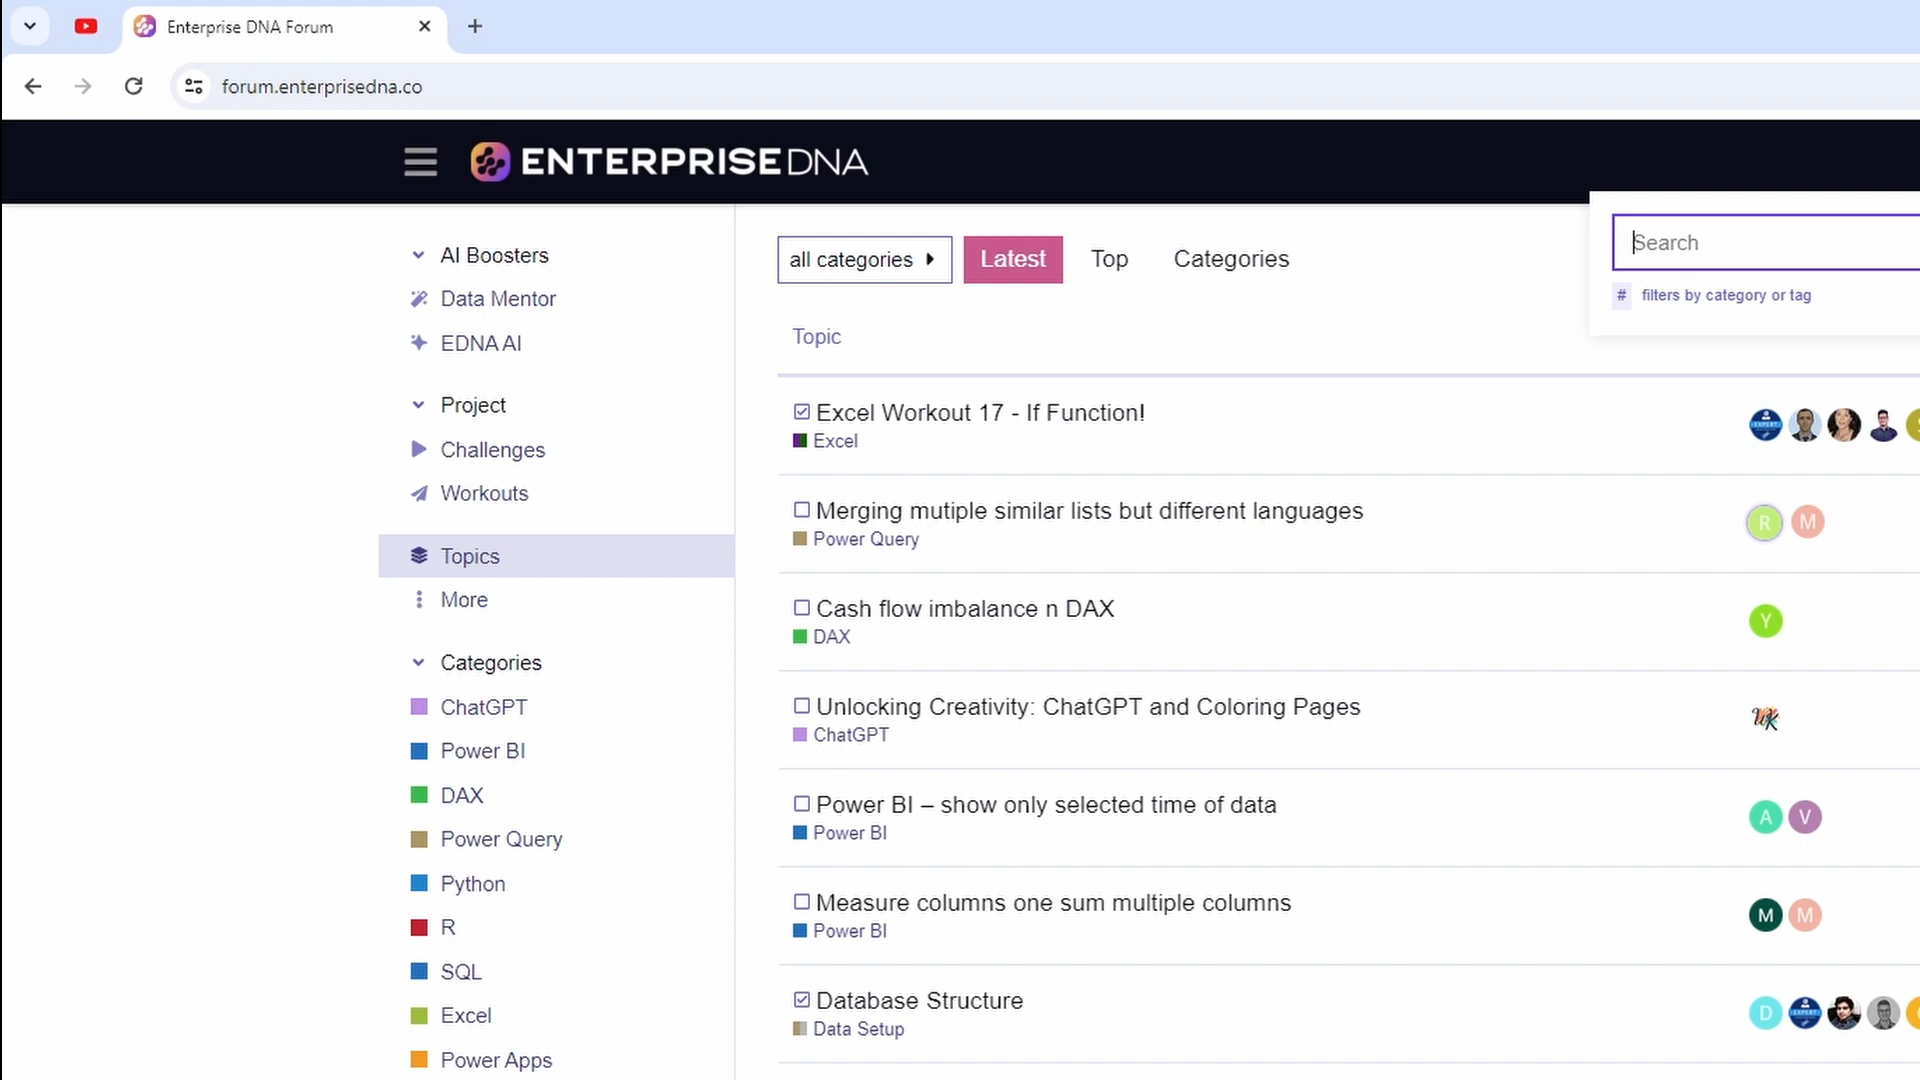 Enterprise DNA Forum
forum.enterprisedna.co
ENTERPRISE DNA
Search
# filters by category or tag
AI Boosters
Data Mentor
EDNA AI
Project
Challenges
Workouts
Topics
More
Categories
ChatGPT
Power BI
DAX
Power Query
Python
R
SQL
Excel
Power Apps
all categories
Latest
Top
Categories
Topic
Excel Workout 17 - If Function!
Excel
Merging mutiple similar lists but different languages
Power Query
R
M
Cash flow imbalance n DAX
DAX
Y
Unlocking Creativity: ChatGPT and Coloring Pages
ChatGPT
UK
Power BI – show only selected time of data
Power BI
A
V
Measure columns one sum multiple columns
Power BI
M
M
Database Structure
Data Setup
D